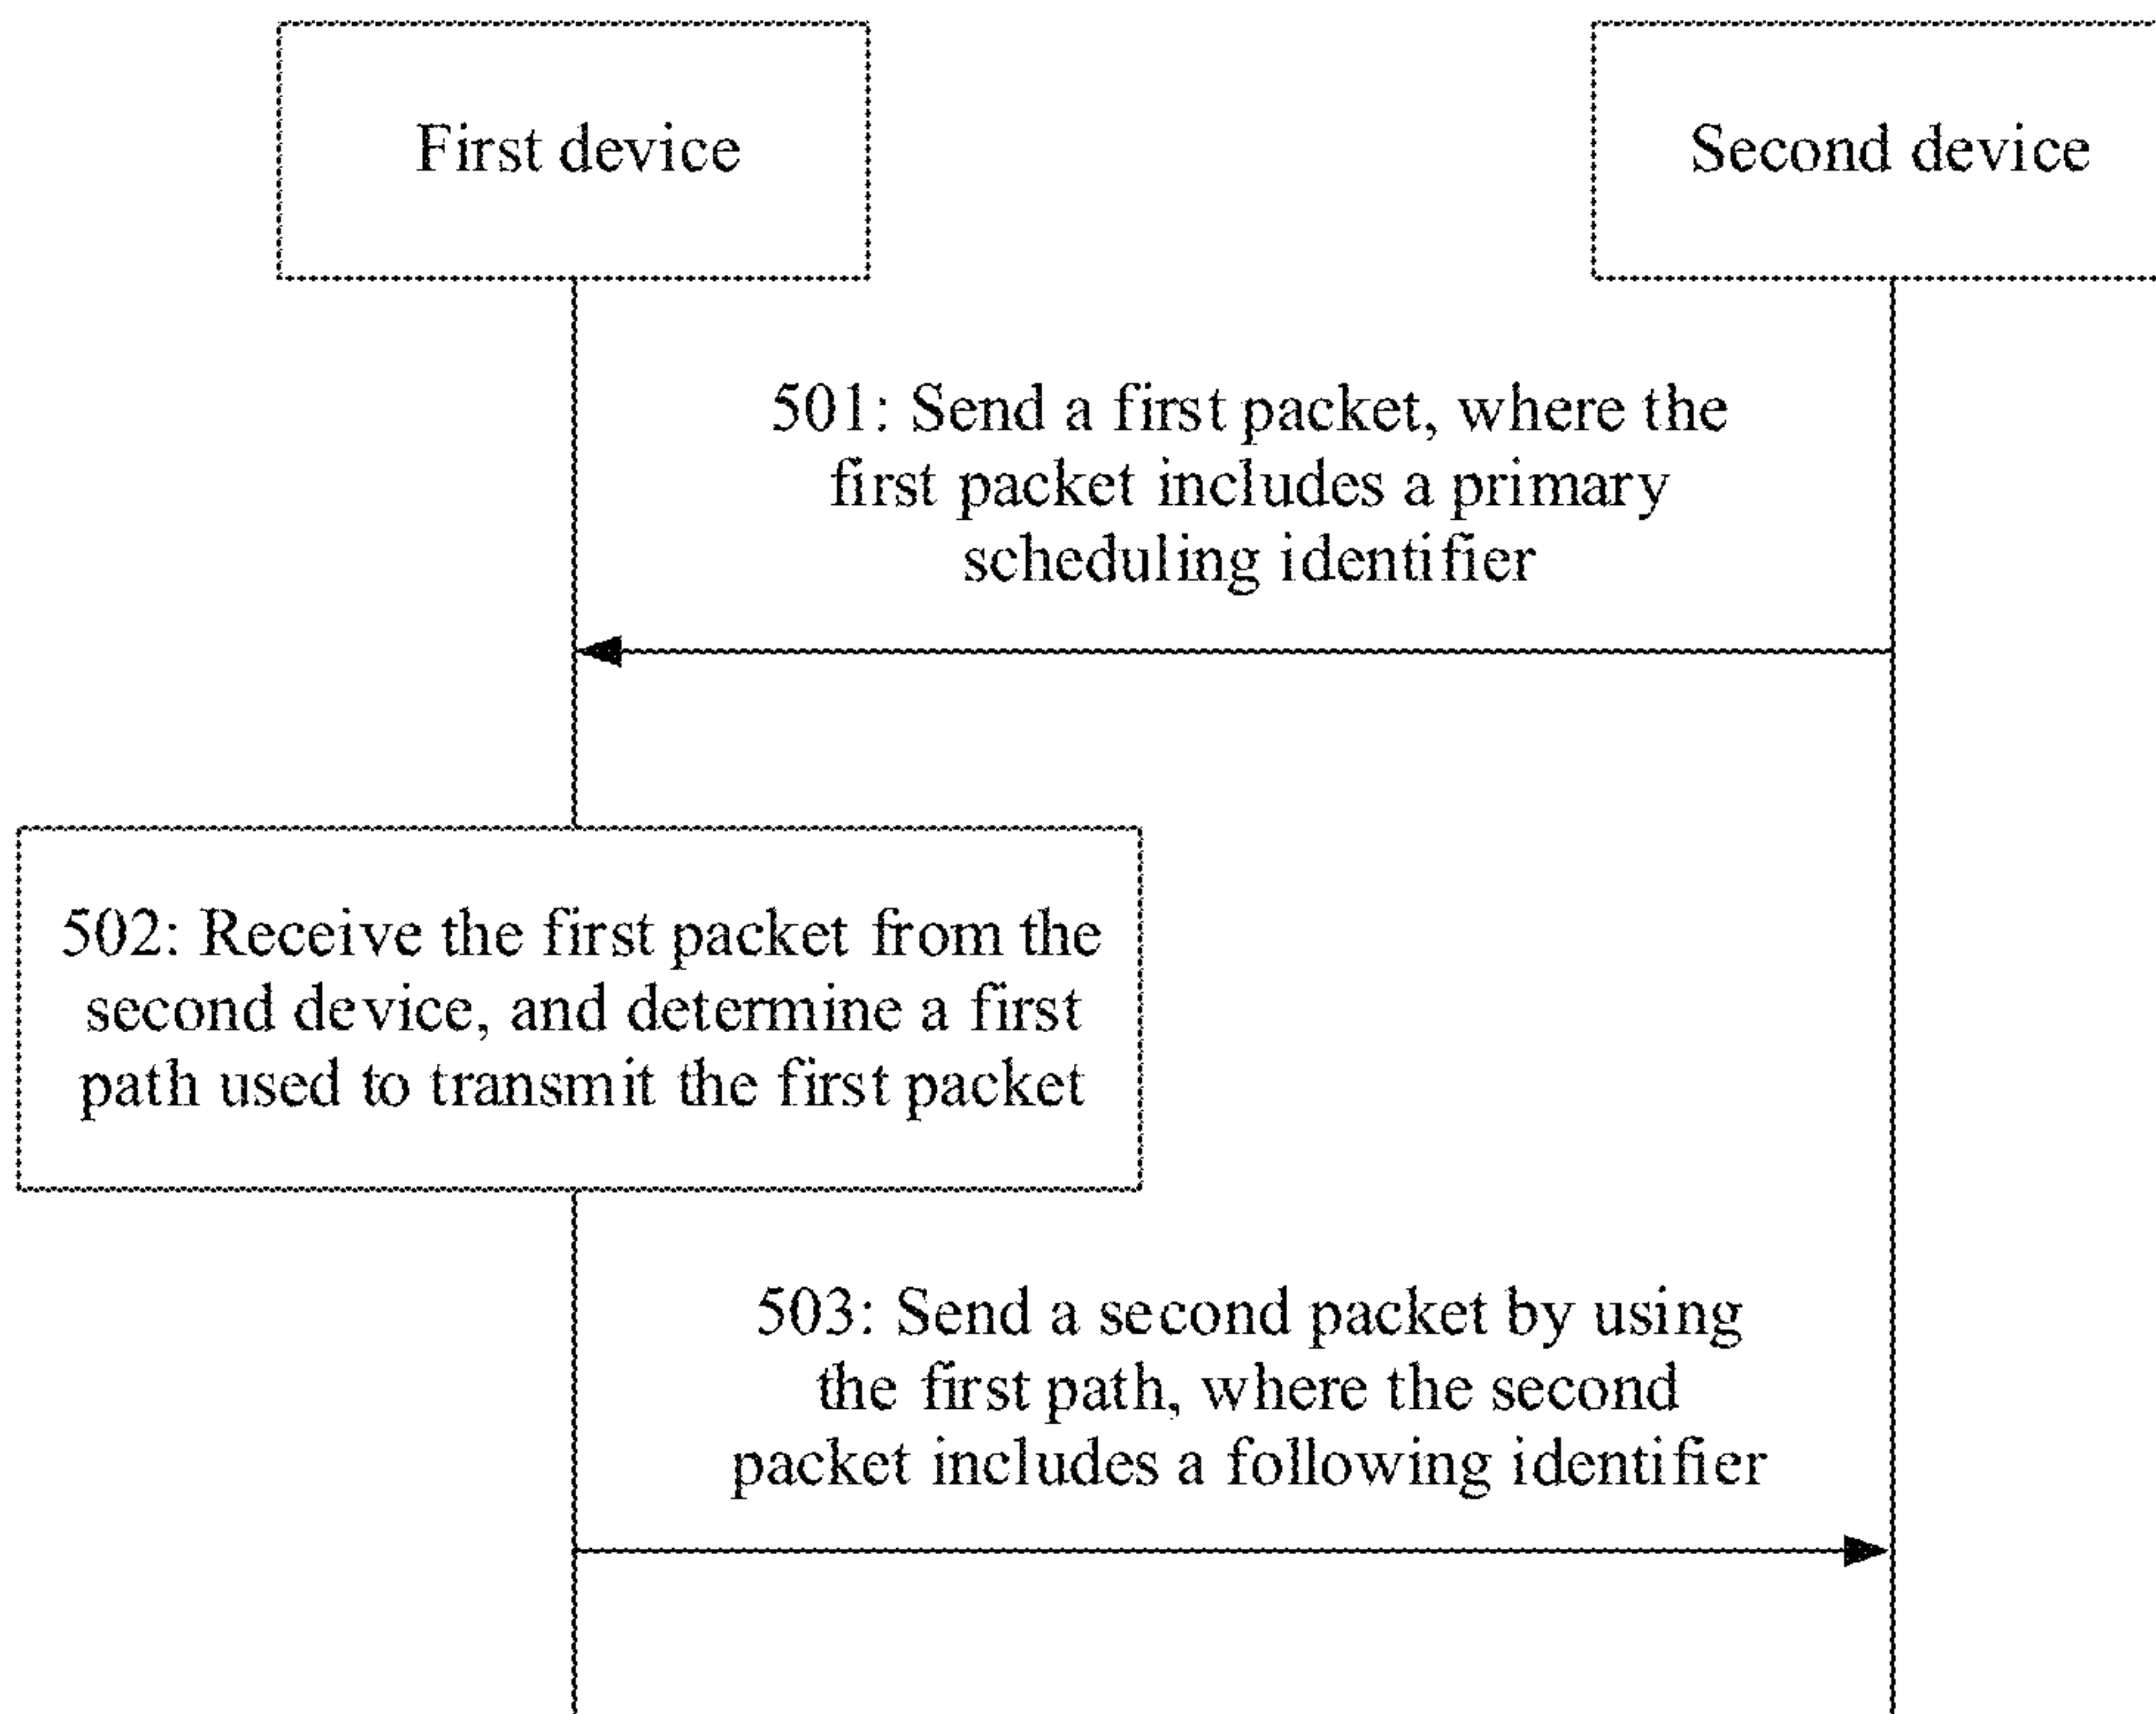 First device
Second device
501: Send a first packet, where the
first packet includes a primary
scheduling identifier
502: Receive the first packet from the
second device, and determine a first
path used to transmit the first packet
503: Send a second packet by using
the first path, where the second
packet includes a following identifier